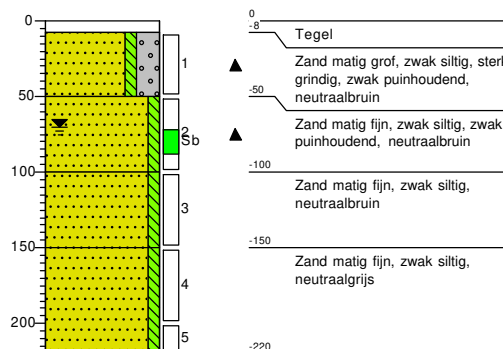 0
50
100
150
200
1
2
Sb
3
4
5
0
-8
Tegel
Zand matig grof, zwak siltig, sterk
grindig, zwak puinhoudend,
neutraalbruin
-50
Zand matig fijn, zwak siltig, zwak
puinhoudend, neutraalbruin
-100
Zand matig fijn, zwak siltig,
neutraalbruin
-150
Zand matig fijn, zwak siltig,
neutraalgrijs
-220